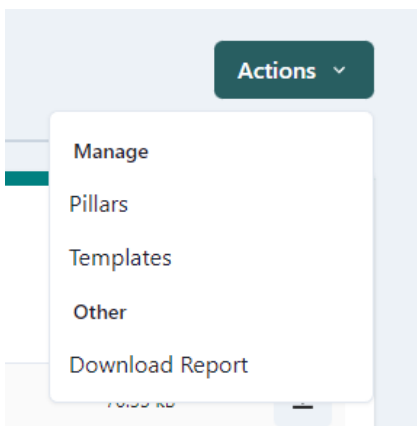 Actions
Manage
Pillars
Templates
Other
Download Report